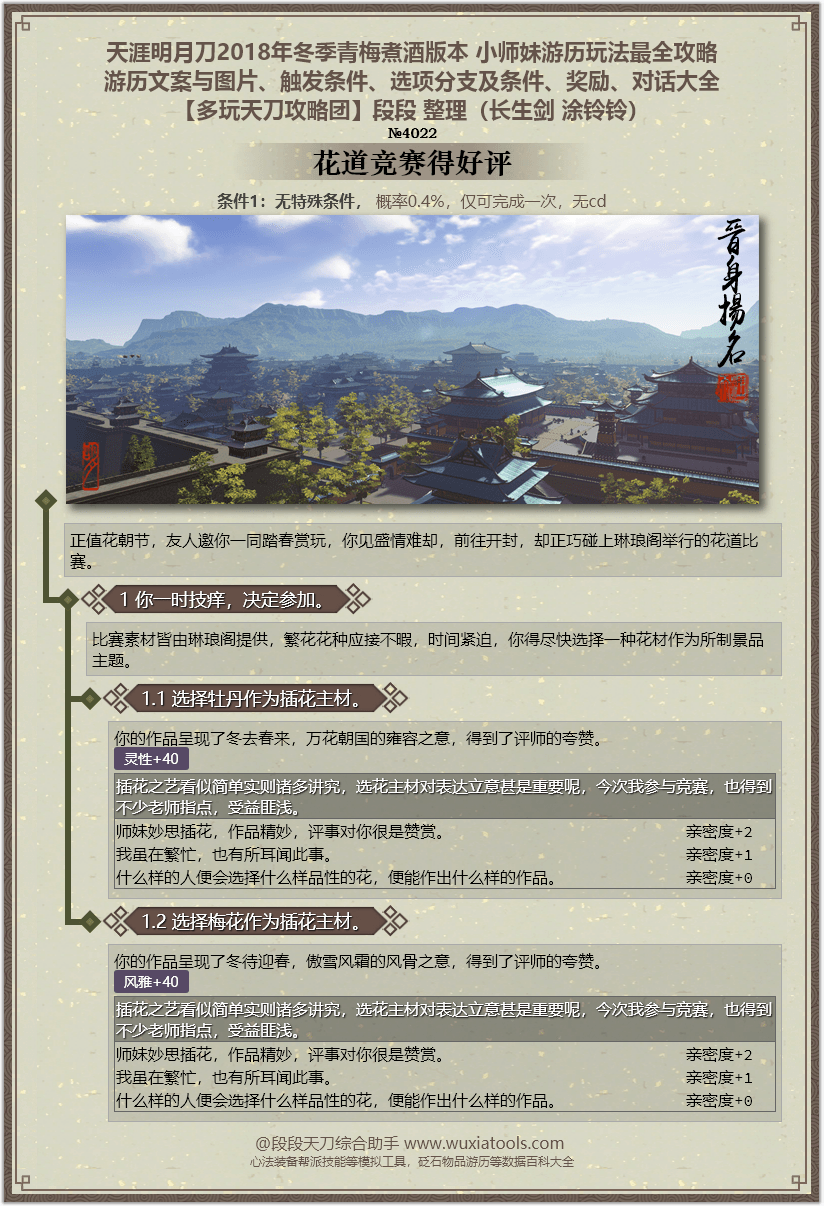 天涯明月刀2018年冬季青梅煮酒版本 小师妹游历玩法最全攻略
游历文案与图片、触发条件、选项分支及条件、奖励、对话大全
【多玩天刀攻略团】段段 整理（长生剑 涂铃铃）
№4022
花道竞赛得好评
条件1：无特殊条件， 概率0.4%，仅可完成一次，无cd
晋身揚名
正值花朝节，友人邀你一同踏春赏玩，你见盛情难却，前往开封，却正巧碰上琳琅阁举行的花道比
赛。
1 你一时技痒，决定参加。
比赛素材皆由琳琅阁提供，繁花花种应接不暇，时间紧迫，你得尽快选择一种花材作为所制景品
主题。
1.1 选择牡丹作为插花主材。
你的作品呈现了冬去春来，万花朝国的雍容之意，得到了评师的夸赞。
灵性+40
插花之艺看似简单实则诸多讲究，选花主材对表达立意甚是重要呢，今次我参与竞赛，也得到
不少老师指点，受益匪浅。
师妹妙思插花，作品精妙，评事对你很是赞赏。 亲密度+2
我虽在繁忙，也有所耳闻此事。 亲密度+1
什么样的人便会选择什么样品性的花，便能作出什么样的作品。 亲密度+0
1.2 选择梅花作为插花主材。
你的作品呈现了冬待迎春，傲雪风霜的风骨之意，得到了评师的夸赞。
风雅+40
插花之艺看似简单实则诸多讲究，选花主材对表达立意甚是重要呢，今次我参与竞赛，也得到
不少老师指点，受益匪浅。
师妹妙思插花，作品精妙，评事对你很是赞赏。 亲密度+2
我虽在繁忙，也有所耳闻此事。 亲密度+1
什么样的人便会选择什么样品性的花，便能作出什么样的作品。 亲密度+0
@段段天刀综合助手 www.wuxiatools.com
心法装备帮派技能等模拟工具，砭石物品游历等数据百科大全